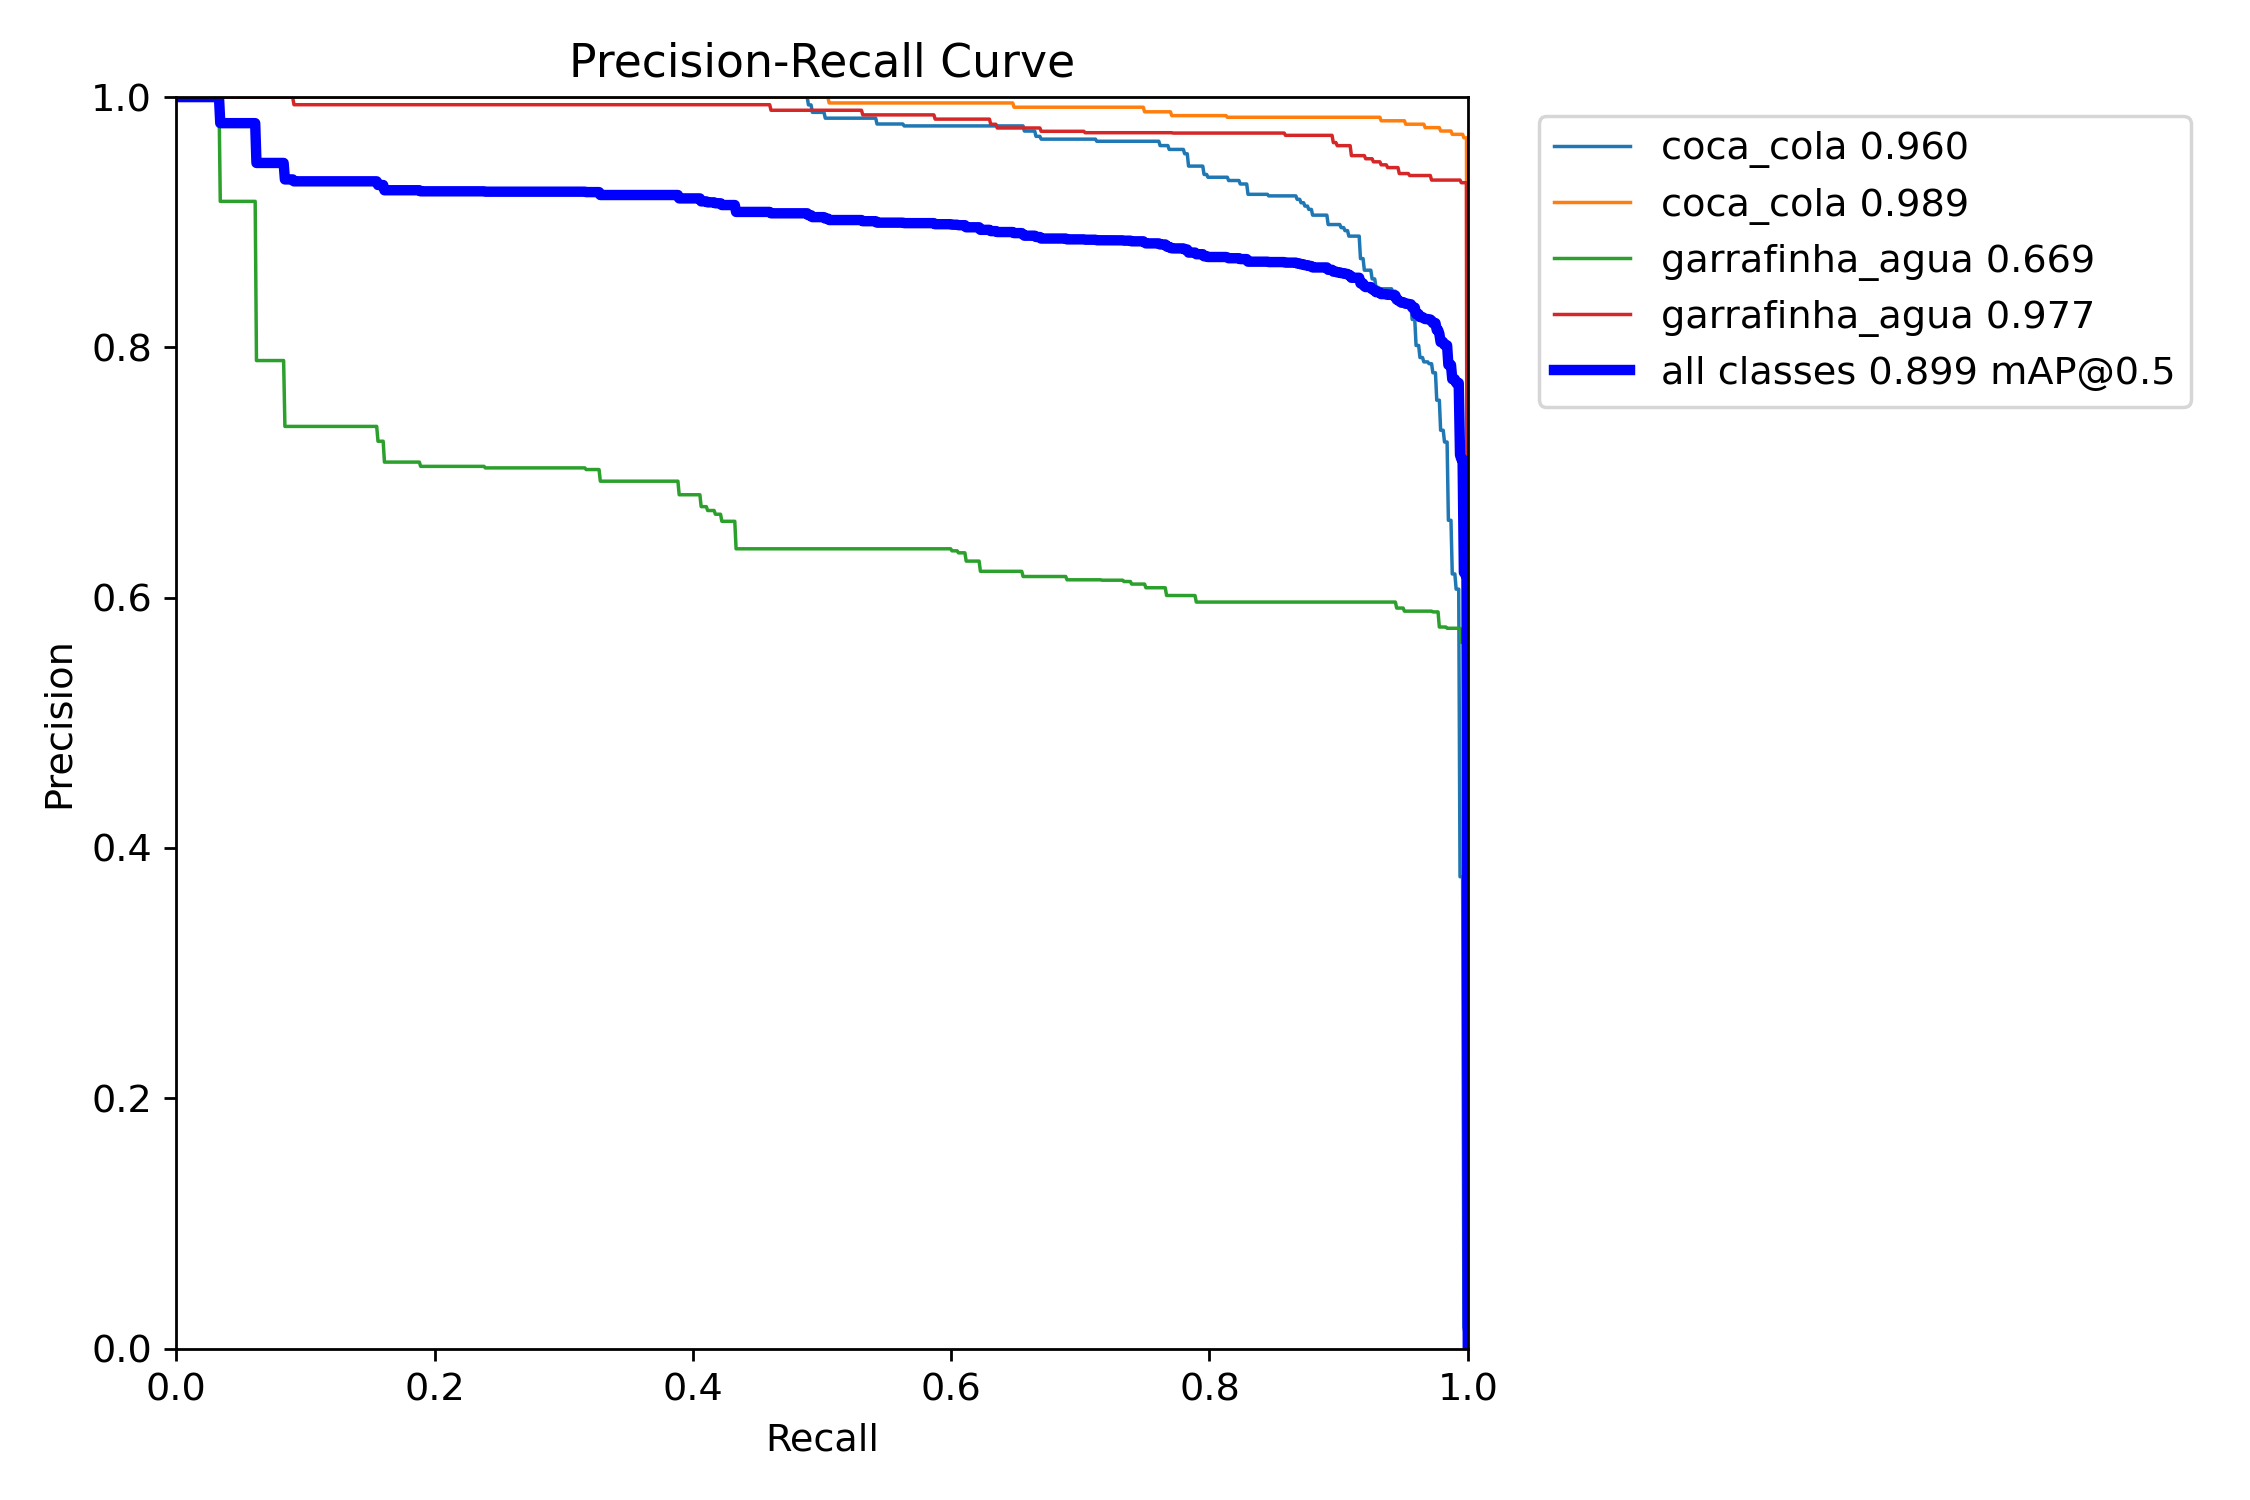 Precision-Recall Curve
1.0
0.8
0.6
0.4
0.2
0.0
Precision
0.0 0.2 0.4 0.6 0.8 1.0
Recall
coca_cola 0.960
coca_cola 0.989
garrafinha_agua 0.669
garrafinha_agua 0.977
all classes 0.899 mAP@0.5